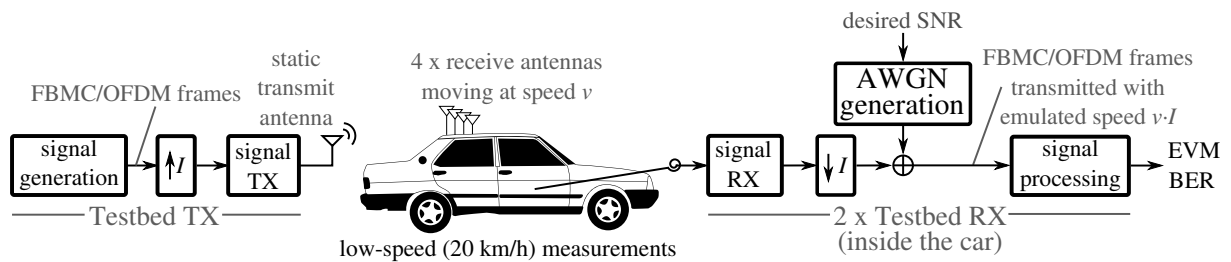 static
transmit
antenna
FBMC/OFDM frames
signal
generation
↑I
signal
TX
Testbed TX
4 x receive antennas
moving at speed v
low-speed (20 km/h) measurements
desired SNR
AWGN
generation
FBMC/OFDM frames
transmitted with
emulated speed v·I
signal
RX
↓I
signal
processing
EVM
BER
2 x Testbed RX
(inside the car)